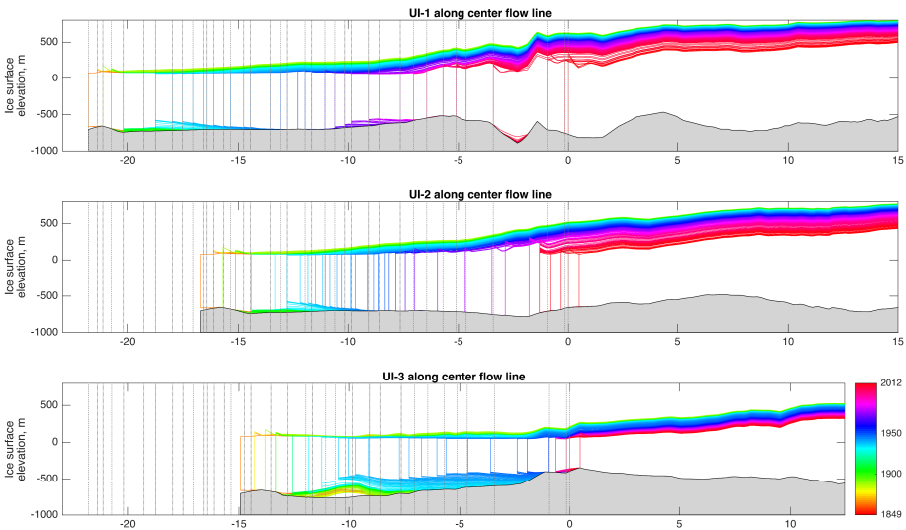 UI-1 along center flow line
Ice surface
elevation, m
500
0
-500
-1000
-20 -15 -10 -5 0 5 10 15
UI-2 along center flow line
Ice surface
elevation, m
500
0
-500
-1000
-20 -15 -10 -5 0 5 10 15
UI-3 along center flow line
Ice surface
elevation, m
500
0
-500
-1000
-20 -15 -10 -5 0 5 10
2012
1950
1900
1849